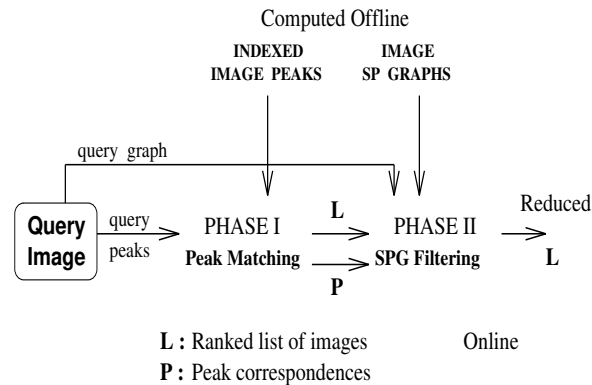 Computed Offline
INDEXED IMAGE
IMAGE PEAKS SP GRAPHS
query graph
L Reduced
Query query PHASE I PHASE II
Image peaks Peak Matching SPG Filtering L
P
L : Ranked list of images Online
P : Peak correspondences